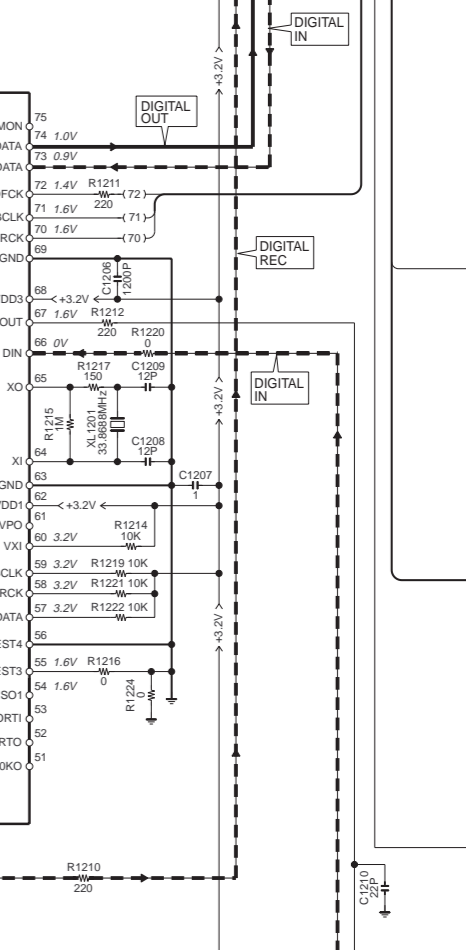 DIGITAL
IN
+3.2V
DIGITAL
OUT
75
MON
74 1.0V
DATA
73 0.9V
DATA
72 1.4V R1211
FCK
220
(72)
71 1.6V
CLK
(71)
70 1.6V
RCK
(70)
69
GND
DIGITAL
REC
C1206
1200P
68
DD3
+3.2V
67 1.6V R1212
OUT
220
R1220
0
66 0V
DIN
65
XO
R1217
150
C1209
12P
DIGITAL
IN
+3.2V
R1215
1M
XL1201
33.8688MHz
C1208
12P
64
XI
63
GND
C1207
1
62
DD1
+3.2V
61
VPO
R1214
10K
60 3.2V
VXI
59 3.2V R1219 10K
CLK
58 3.2V R1221 10K
RCK
57 3.2V R1222 10K
DATA
+3.2V
56
EST4
55 1.6V R1216
EST3
0
R1224
0
54 1.6V
SO1
53
RTI
52
RTO
51
0KO
R1210
220
C1210
22P